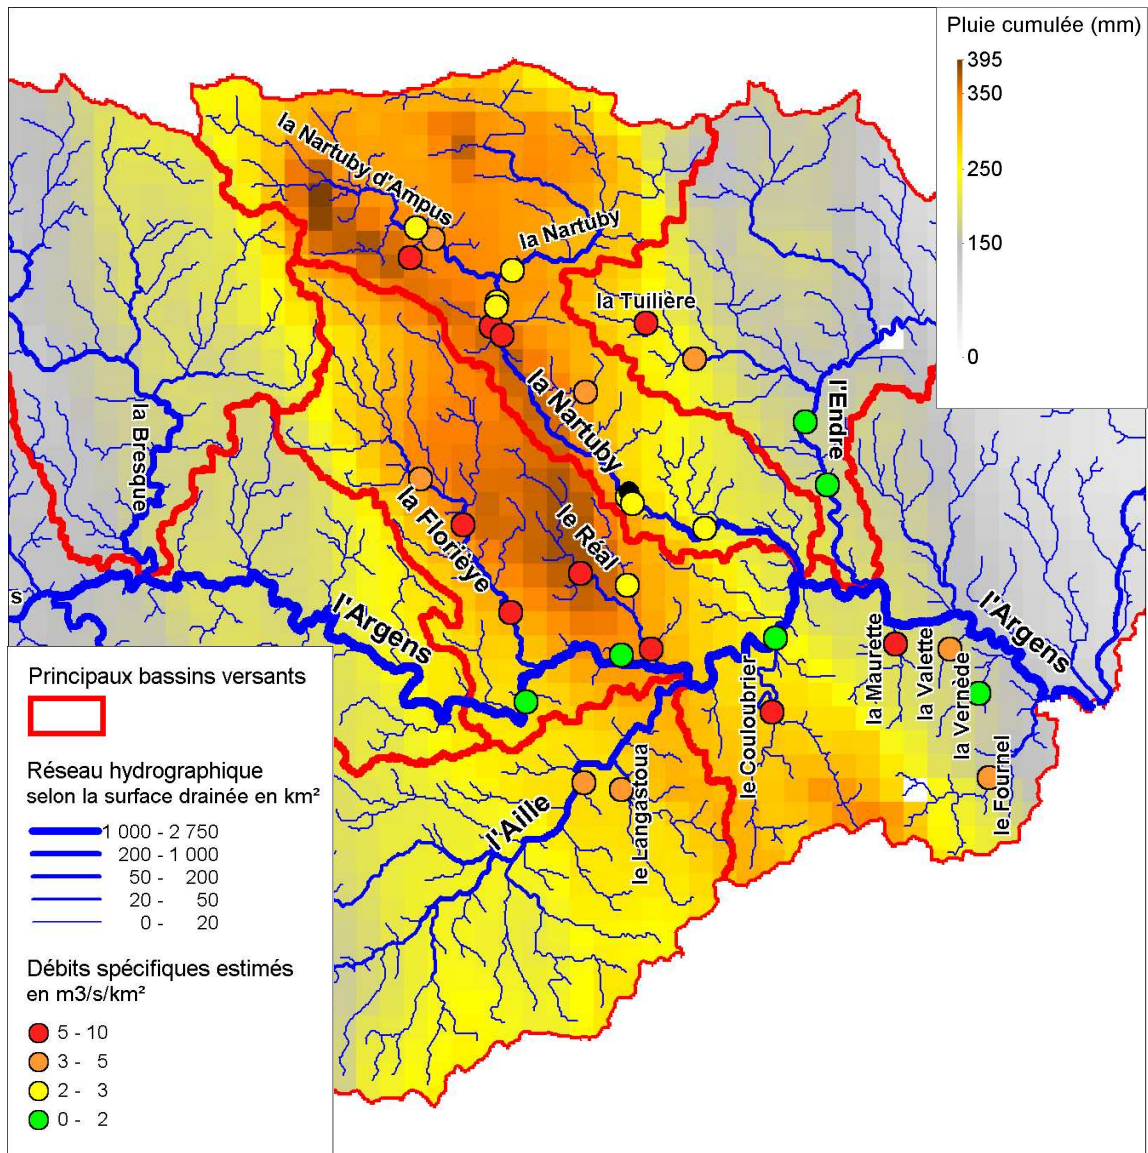 Pluie cumulée (mm)
395
350
250
150
0
la Nartuby d'Ampus
la Nartuby
la Tuilière
la Nartuby
l'Endre
la Bresque
la Florièye
le Réal
l'Argens
s
l'Argens
la Maurette
la Valette
la Vernède
le Couloubrier
le Fournel
le Langastoua
l'Aille
Principaux bassins versants
Réseau hydrographique
selon la surface drainée en km²
1 000 - 2 750
200 - 1 000
50 - 200
20 - 50
0 - 20
Débits spécifiques estimés
en m3/s/km²
5 - 10
3 - 5
2 - 3
0 - 2